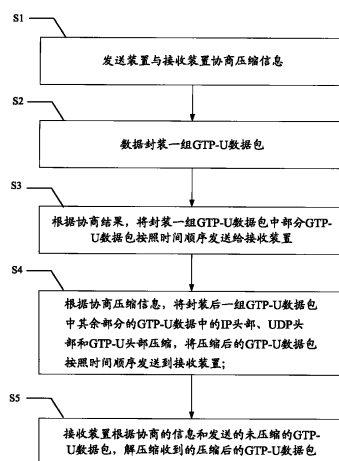 S1
发送装置与接收装置协商压缩信息
S2
数据封装一组GTP-U数据包
S3
根据协商结果，将封装一组GTP-U数据包中部分GTP-
U数据包按照时间顺序发送给接收装置
S4
根据协商压缩信息，将封装后一组GTP-U数据包
中其余部分的GTP-U数据中的IP头部、UDP头
部和GTP-U头部压缩，将压缩后的GTP-U数据包
按照时间顺序发送到接收装置；
S5
接收装置根据协商的信息和发送的未压缩的GTP-
U数据包，解压缩收到的压缩后的GTP-U数据包